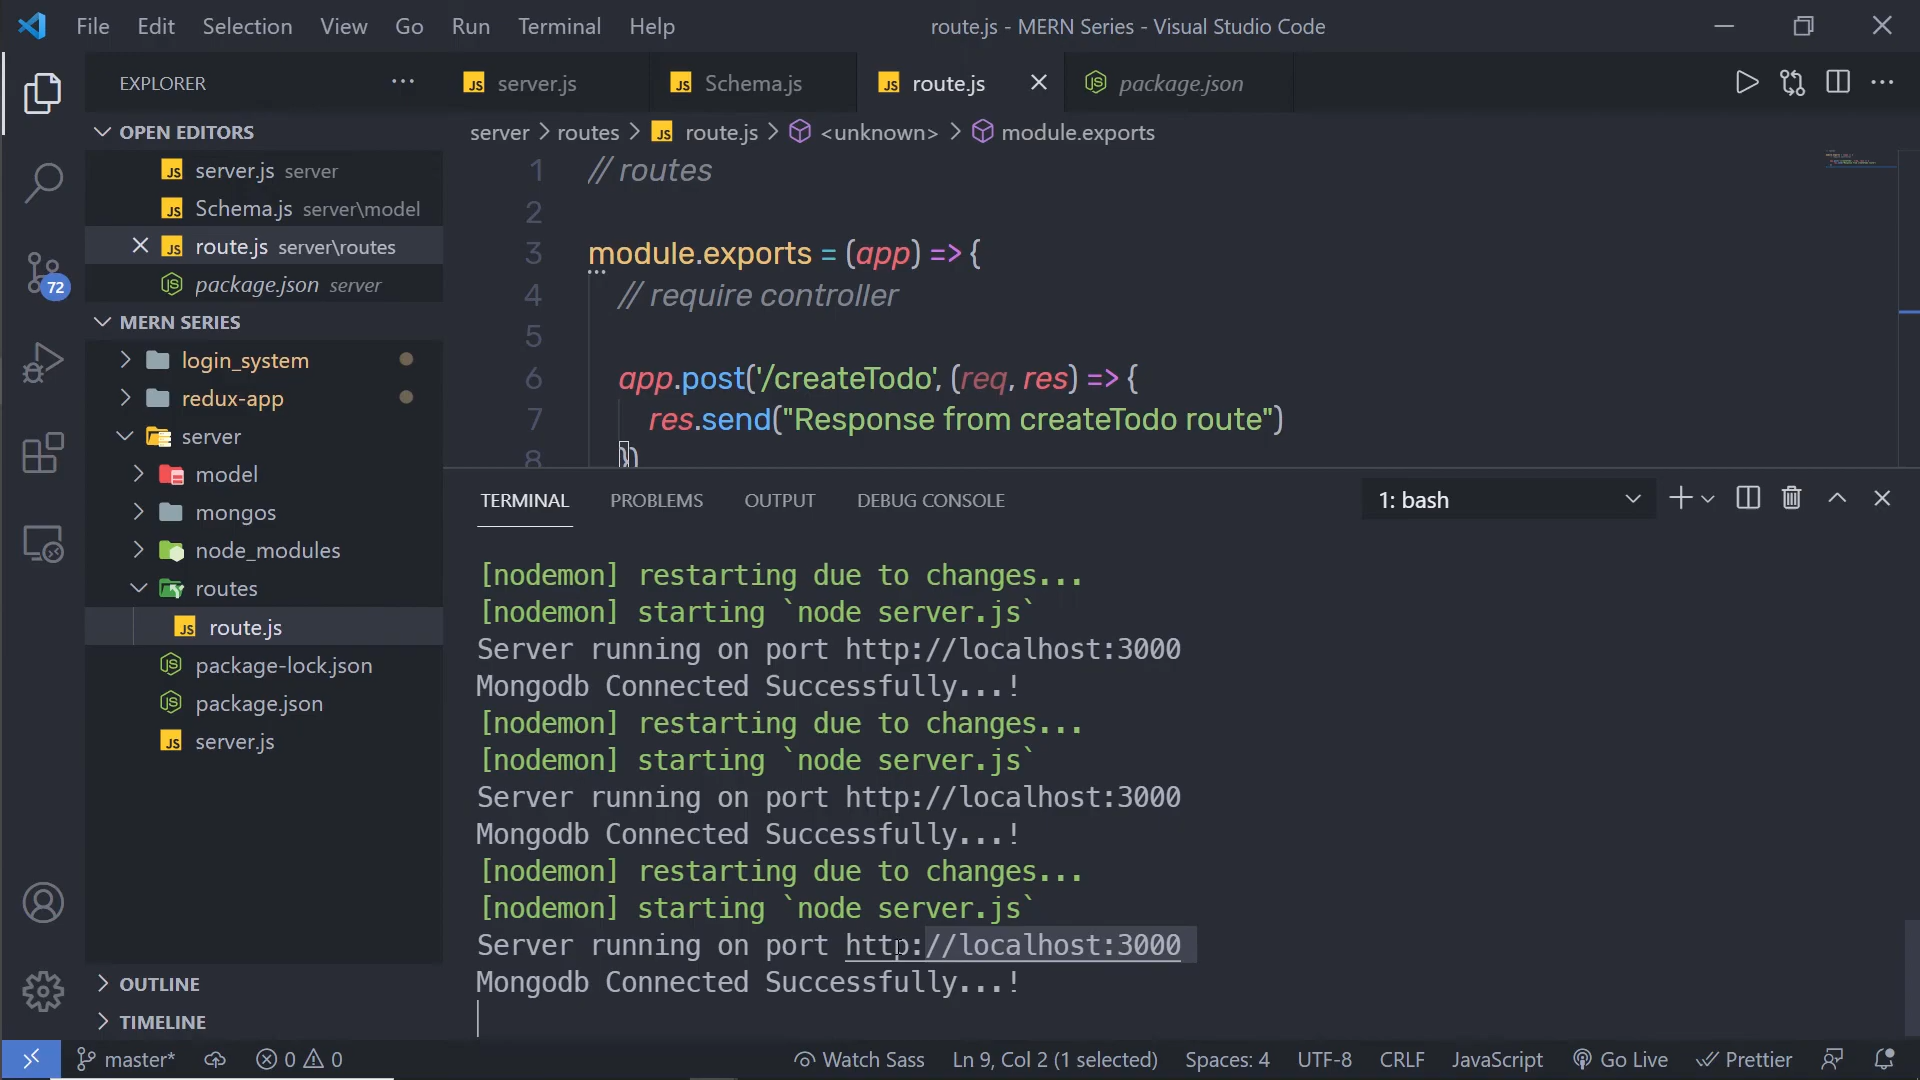 File Edit Selection View Go Run Terminal Help route.js - MERN Series - Visual Studio Code
EXPLORER
server.js Schema.js route.js package.json
OPEN EDITORS
server.js server
Schema.js server\model
route.js server\routes
package.json server
MERN SERIES
login_system
redux-app
server
model
mongos
node_modules
routes
route.js
package-lock.json
package.json
server.js
OUTLINE
TIMELINE
72
server > routes > JS route.js > <unknown> > module.exports
1 // routes
2
3 module.exports = (app) => {
4 // require controller
5
6 app.post('/createTodo', (req, res) => {
7 res.send("Response from createTodo route")
8 })
TERMINAL PROBLEMS OUTPUT DEBUG CONSOLE 1: bash
[nodemon] restarting due to changes...
[nodemon] starting `node server.js`
Server running on port http://localhost:3000
Mongodb Connected Successfully...!
[nodemon] restarting due to changes...
[nodemon] starting `node server.js`
Server running on port http://localhost:3000
Mongodb Connected Successfully...!
[nodemon] restarting due to changes...
[nodemon] starting `node server.js`
Server running on port http://localhost:3000
Mongodb Connected Successfully...!
master* 0 0 Watch Sass Ln 9, Col 2 (1 selected) Spaces: 4 UTF-8 CRLF JavaScript Go Live Prettier